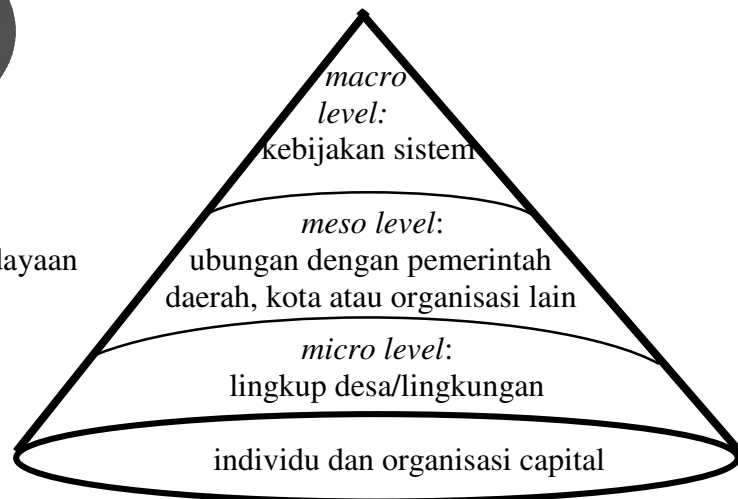 macro
level:
kebijakan sistem
meso level:
dayaan
ubungan dengan pemerintah
daerah, kota atau organisasi lain
micro level:
lingkup desa/lingkungan
individu dan organisasi capital